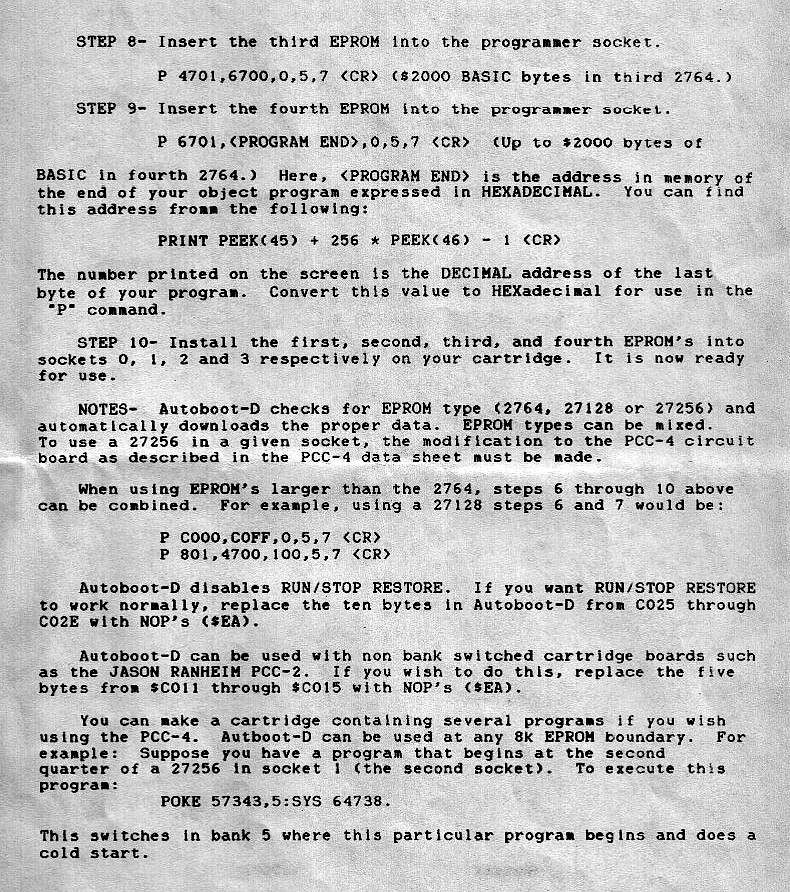 STEP 8- Insert the third EPROM into the programmer socket.
P 4701,6700,0,5,7 <CR> ($2000 BASIC bytes in third 2764.)
STEP 9- Insert the fourth EPROM into the programmer socket.
P 6701,<PROGRAM END>,0,5,7 <CR> (Up to $2000 bytes of
BASIC in fourth 2764.) Here, <PROGRAM END> is the address in memory of
the end of your object program expressed in HEXADECIMAL. You can find
this address fromm the following:
PRINT PEEK(45) + 256 * PEEK(46) - 1 <CR>
The number printed on the screen is the DECIMAL address of the last
byte of your program. Convert this value to HEXadecimal for use in the
"P" command.
STEP 10- Install the first, second, third, and fourth EPROM's into
sockets 0, 1, 2 and 3 respectively on your cartridge. It is now ready
for use.
NOTES- Autoboot-D checks for EPROM type (2764, 27128 or 27256) and
automatically downloads the proper data. EPROM types can be mixed.
To use a 27256 in a given socket, the modification to the PCC-4 circuit
board as described in the PCC-4 data sheet must be made.
When using EPROM's larger than the 2764, steps 6 through 10 above
can be combined. For example, using a 27128 steps 6 and 7 would be:
P C000,C0FF,0,5,7 <CR>
P 801,4700,100,5,7 <CR>
Autoboot-D disables RUN/STOP RESTORE. If you want RUN/STOP RESTORE
to work normally, replace the ten bytes in Autoboot-D from C025 through
C02E with NOP's ($EA).
Autoboot-D can be used with non bank switched cartridge boards such
as the JASON RANHEIM PCC-2. If you wish to do this, replace the five
bytes from $C011 through $C015 with NOP's ($EA).
You can make a cartridge containing several programs if you wish
using the PCC-4. Autboot-D can be used at any 8k EPROM boundary. For
example: Suppose you have a program that begins at the second
quarter of a 27256 in socket 1 (the second socket). To execute this
program:
POKE 57343,5:SYS 64738.
This switches in bank 5 where this particular program begins and does a
cold start.